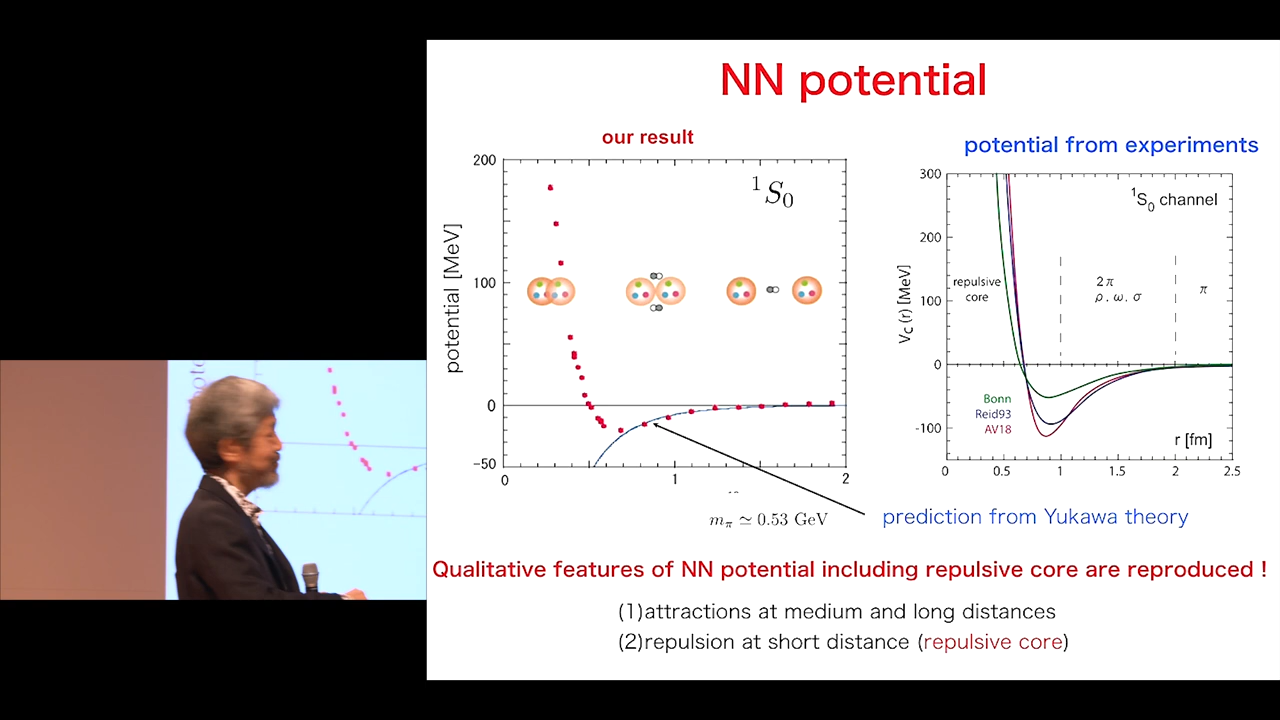 NN potential
our result
potential [MeV]
200
100
0
−50
0
1
2
¹S₀
m_π ≃ 0.53 GeV
potential from experiments
V_C (r) [MeV]
300
200
100
0
-100
0
0.5
1
1.5
2
2.5
¹S₀ channel
repulsive
core
2π
ρ . ω . σ
π
Bonn
Reid93
AV18
r [fm]
prediction from Yukawa theory
Qualitative features of NN potential including repulsive core are reproduced !
(1)attractions at medium and long distances
(2)repulsion at short distance (repulsive core)